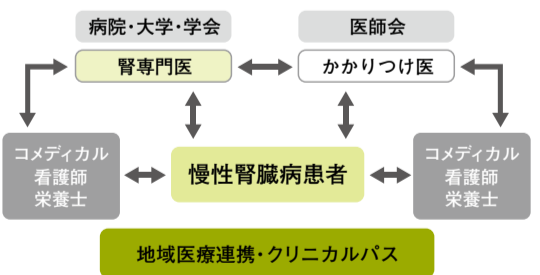 病院・大学・学会
医師会
腎専門医
かかりつけ医
コメディカル
看護師
栄養士
慢性腎臓病患者
コメディカル
看護師
栄養士
地域医療連携・クリニカルパス